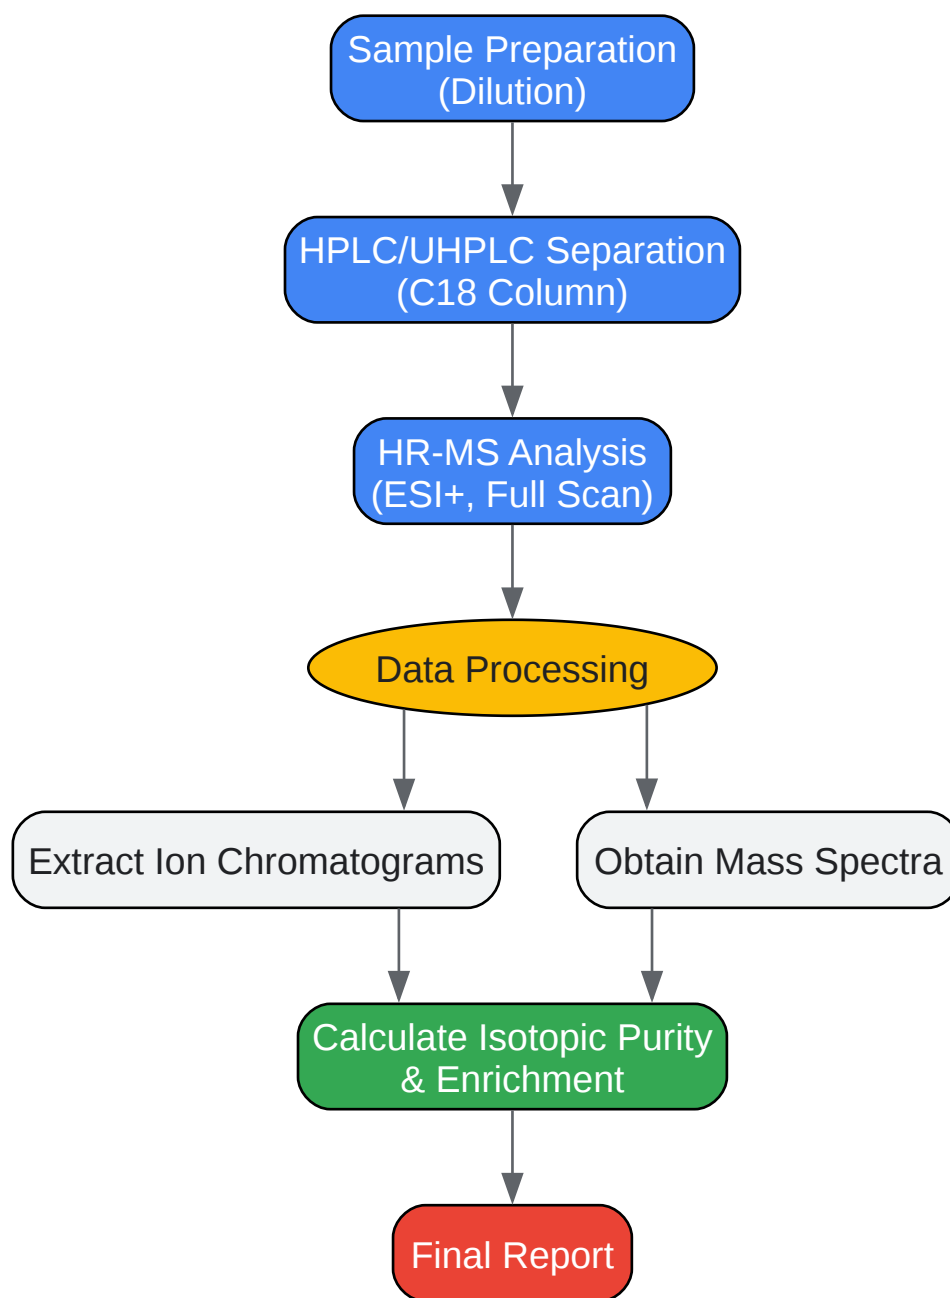 Sample Preparation
(Dilution)
HPLC/UHPLC Separation
(C18 Column)
HR-MS Analysis
(ESI+, Full Scan)
Data Processing
Extract Ion Chromatograms
Obtain Mass Spectra
Calculate Isotopic Purity
& Enrichment
Final Report